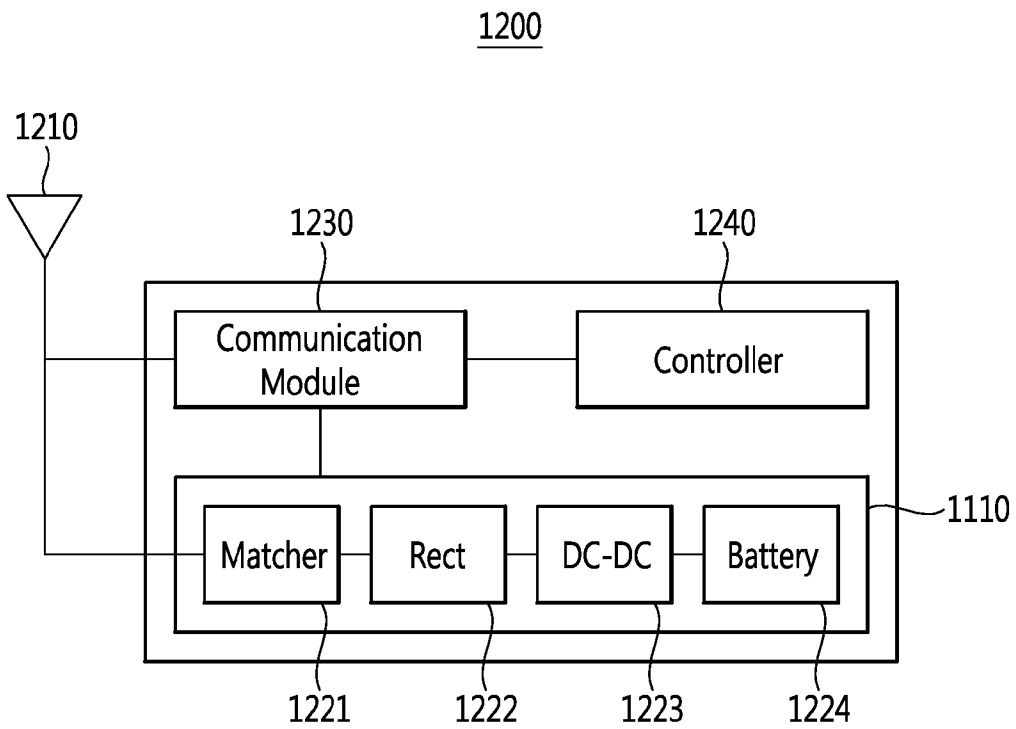 1200
1210
1230
1240
Communication
Module
Controller
1110
Matcher
Rect
DC-DC
Battery
1221
1222
1223
1224